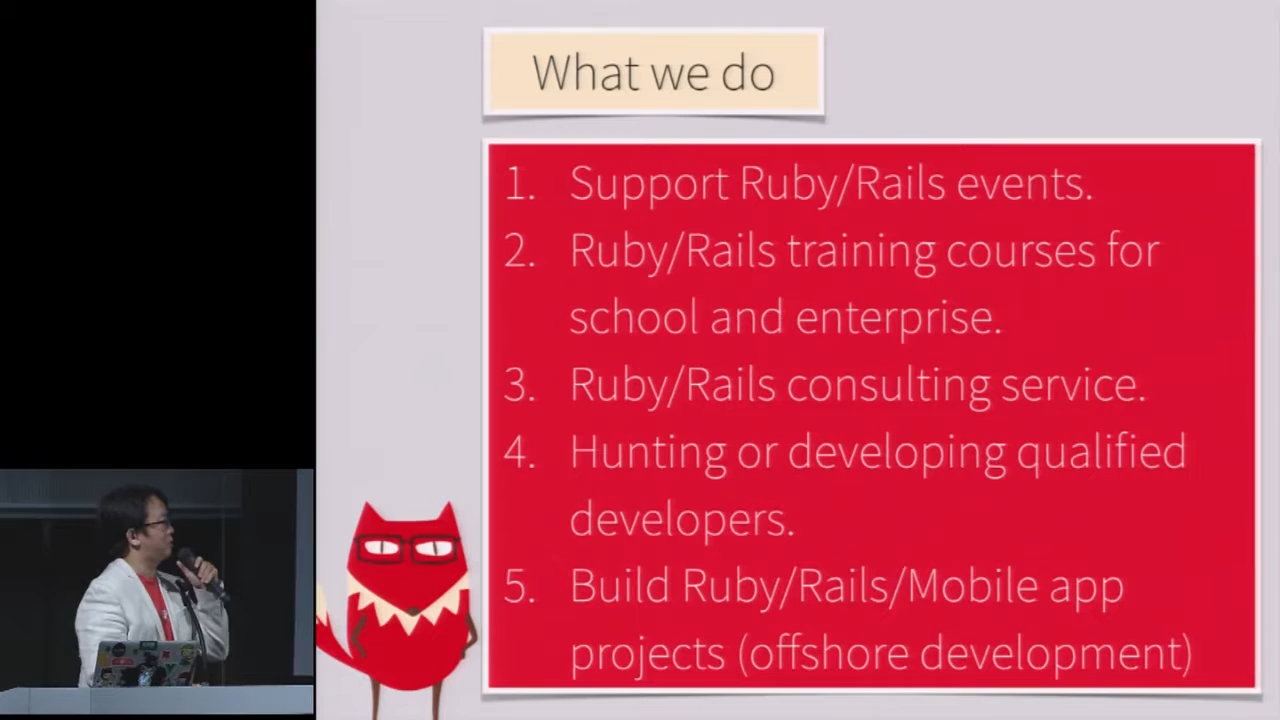 What we do
1. Support Ruby/Rails events.
2. Ruby/Rails training courses for
school and enterprise.
3. Ruby/Rails consulting service.
4. Hunting or developing qualified
developers.
5. Build Ruby/Rails/Mobile app
projects (offshore development)